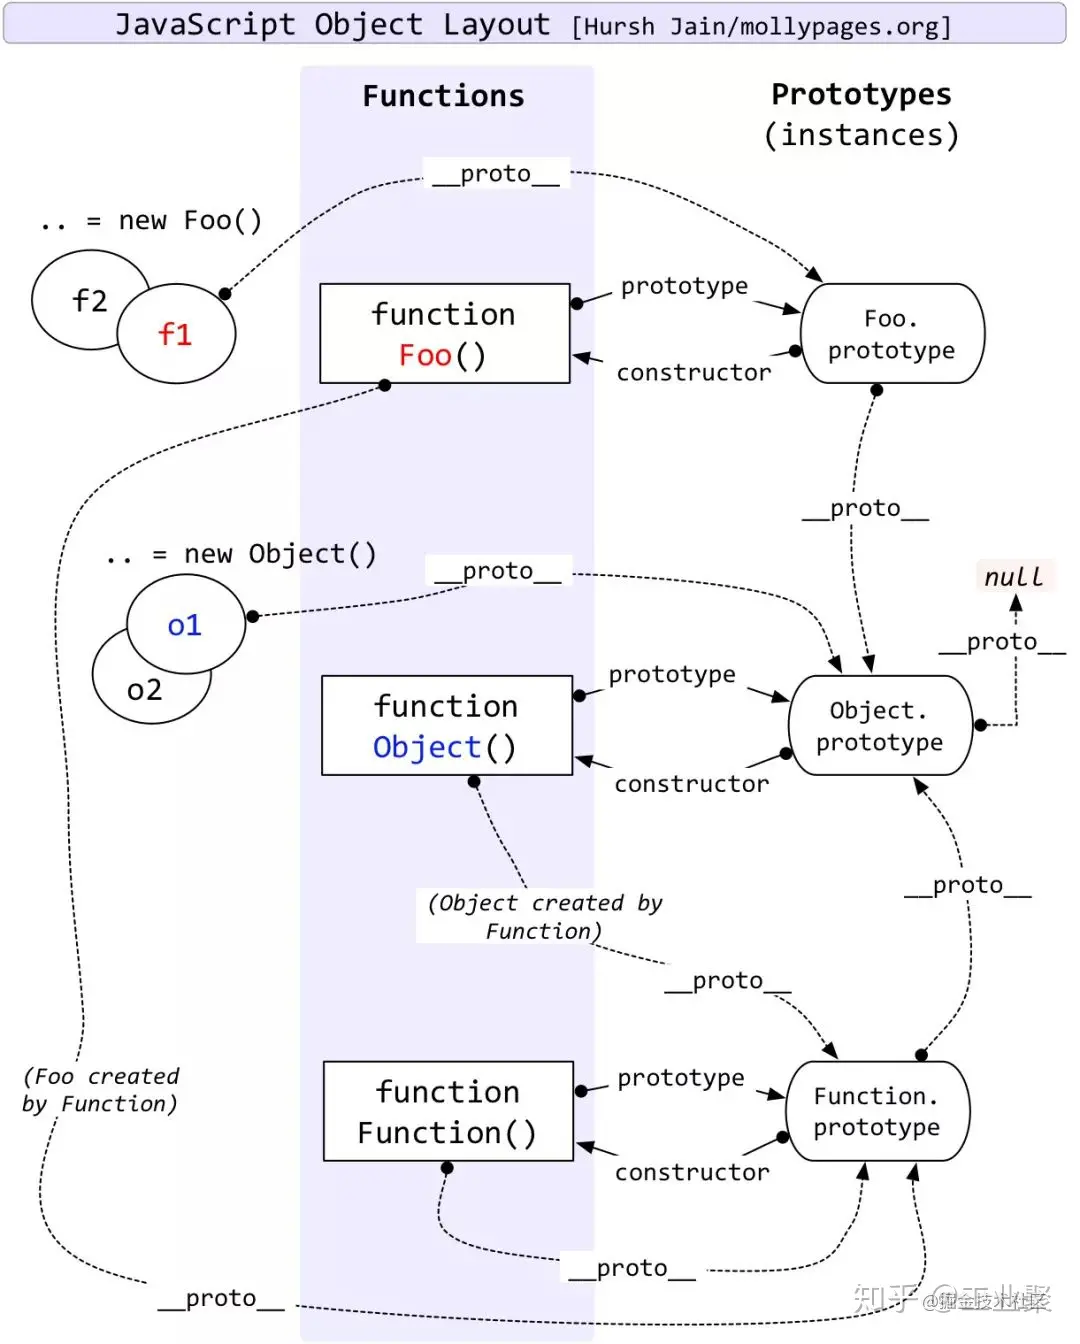 JavaScript Object Layout [Hursh Jain/mollypages.org]
Functions
Prototypes
(instances)
__proto__
.. = new Foo()
f2
f1
function
Foo()
prototype
constructor
Foo.
prototype
__proto__
.. = new Object()
__proto__
o1
o2
null
__proto__
function
Object()
prototype
constructor
Object.
prototype
(Object created by
Function)
__proto__
__proto__
(Foo created
by Function)
function
Function()
prototype
constructor
Function.
prototype
__proto__
__proto__
知乎 @工业聚
@掘金技术社区